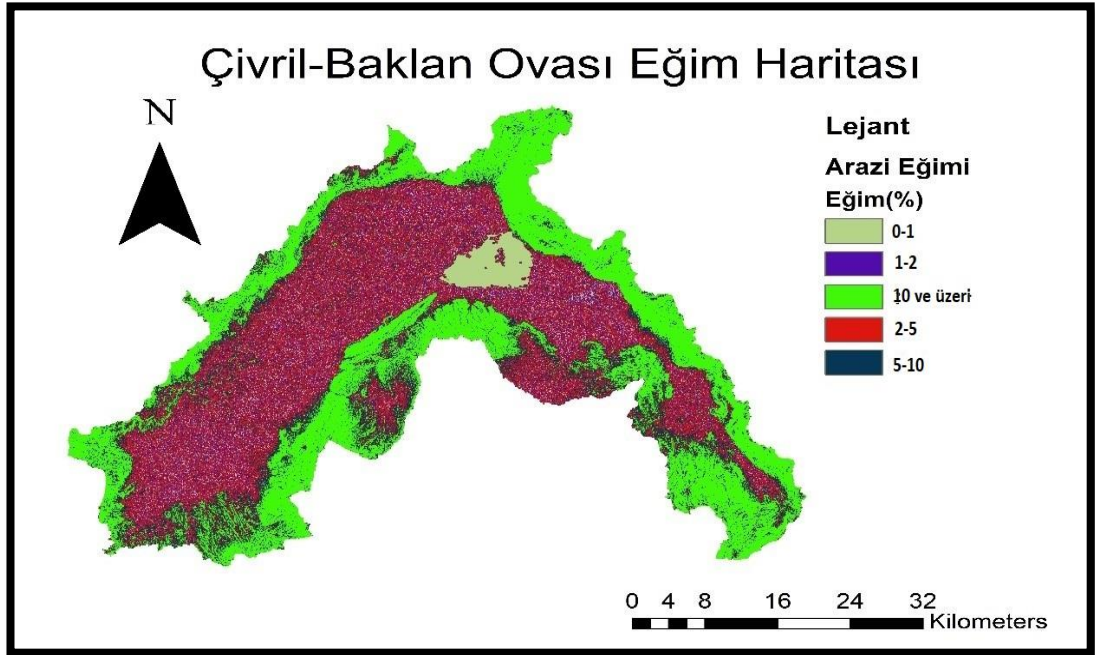 Çivril-Baklan Ovası Eğim Haritası
N
Lejant
Arazi Eğimi
Eğim(%)
0-1
1-2
10 ve üzeri
2-5
5-10
0 4 8 16 24 32
Kilometers